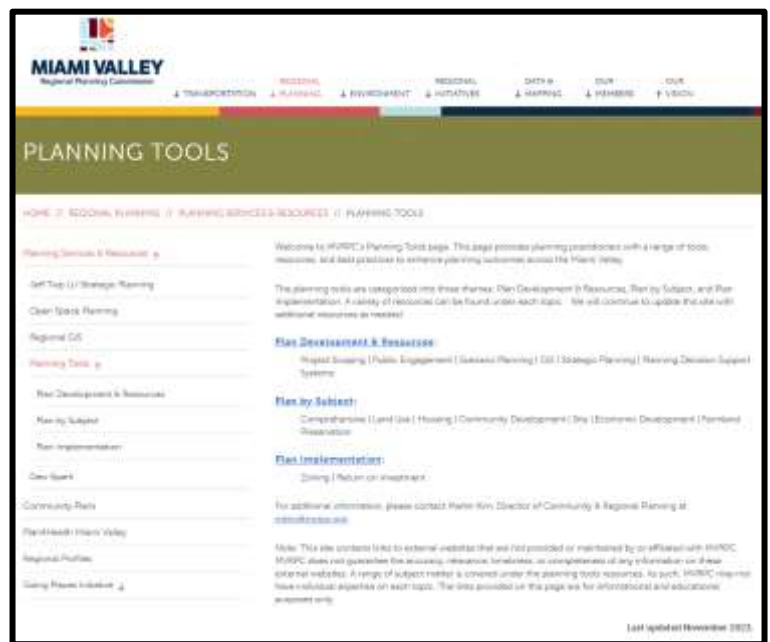 MIAMI VALLEY
Regional Planning Commission
REGIONAL REGIONAL DATA & OUR OUR
↓ TRANSPORTATION ↓ PLANNING ↓ ENVIRONMENT ↓ INITIATIVES ↓ MAPPING ↓ MEMBERS ↑ VISION
PLANNING TOOLS
HOME // REGIONAL PLANNING // PLANNING SERVICES & RESOURCES // PLANNING TOOLS
Planning Services & Resources
Strategic Planning
Open Space Planning
Regional GIS
Planning Tools
Plan Development & Resources
Plan by Subject
Plan Implementation
Community Plans
Plan4Health Miami Valley
Regional Profiles
Going Places Initiative
Welcome to MVRPC's Planning Tools page. This page provides planning practitioners with a range of tools,
resources, and best practices to enhance planning outcomes across the Miami Valley.
The planning tools are categorized into three themes: Plan Development & Resources, Plan by Subject, and Plan
Implementation. A variety of resources can be found under each topic. We will continue to update this site with
additional resources as needed.
Plan Development & Resources:
Project Scoping | Public Engagement | Scenario Planning | GIS | Strategic Planning | Planning Decision Support
Systems
Plan by Subject:
Comprehensive | Land Use | Housing | Community Development | Site | Economic Development | Farmland
Preservation
Plan Implementation:
Zoning | Return on Investment
For additional information, please contact Martin Kim, Director of Community & Regional Planning at
Note: This site contains links to external websites that are not provided or maintained by or affiliated with MVRPC.
MVRPC does not guarantee the accuracy, relevance, timeliness, or completeness of any information on these
external websites. A range of subject matter is covered under the planning tools resources. As such, MVRPC may not
have individual expertise on each topic. The links provided on this page are for informational and educational
purposes only.
Last updated November 2023.